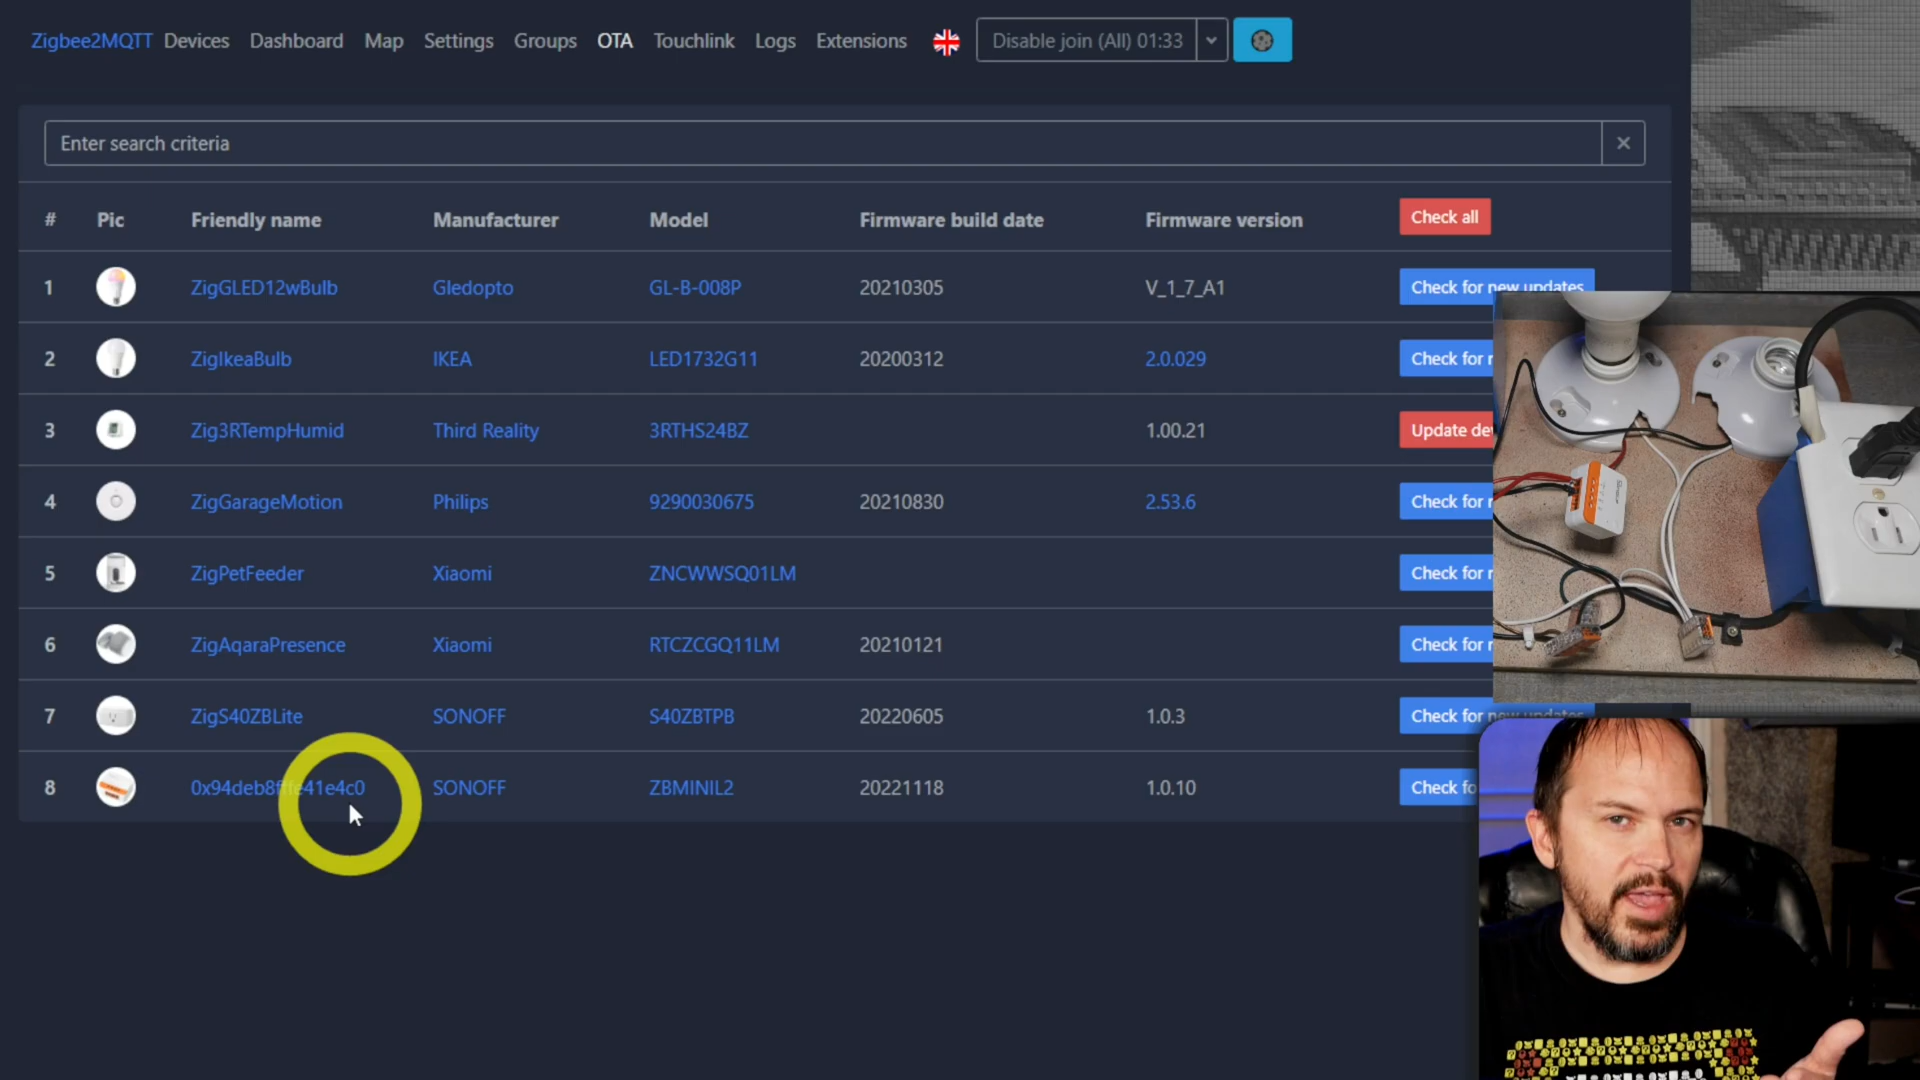 Zigbee2MQTT Devices Dashboard Map Settings Groups OTA Touchlink Logs Extensions Disable join (All) 01:33
Enter search criteria
# Pic Friendly name Manufacturer Model Firmware build date Firmware version Check all
1 ZigGLED12wBulb Gledopto GL-B-008P 20210305 V_1_7_A1 Check for new updates
2 ZigIkeaBulb IKEA LED1732G11 20200312 2.0.029 Check for
3 Zig3RTempHumid Third Reality 3RTHS24BZ 1.00.21 Update
4 ZigGarageMotion Philips 9290030675 20210830 2.53.6 Check for
5 ZigPetFeeder Xiaomi ZNCWWSQ01LM Check for
6 ZigAqaraPresence Xiaomi RTCZCGQ11LM 20210121 Check for
7 ZigS40ZBLite SONOFF S40ZBTPB 20220605 1.0.3 Check for new updates
8 0x94deb8fffe41e4c0 SONOFF ZBMINIL2 20221118 1.0.10 Check